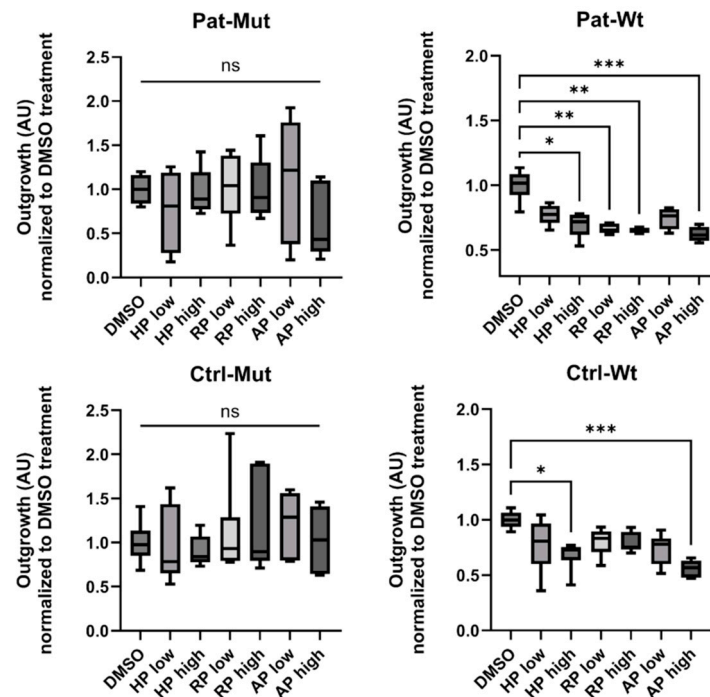 Pat-Mut
Outgrowth (AU)
normalized to DMSO treatment
2.5
2.0
1.5
1.0
0.5
0.0
ns
DMSO
HP low
HP high
RP low
RP high
AP low
AP high
Pat-Wt
Outgrowth (AU)
normalized to DMSO treatment
2.0
1.5
1.0
0.5
***
**
**
*
DMSO
HP low
HP high
RP low
RP high
AP low
AP high
Ctrl-Mut
Outgrowth (AU)
normalized to DMSO treatment
2.5
2.0
1.5
1.0
0.5
0.0
ns
DMSO
HP low
HP high
RP low
RP high
AP low
AP high
Ctrl-Wt
Outgrowth (AU)
normalized to DMSO treatment
2.0
1.5
1.0
0.5
0.0
***
*
DMSO
HP low
HP high
RP low
RP high
AP low
AP high